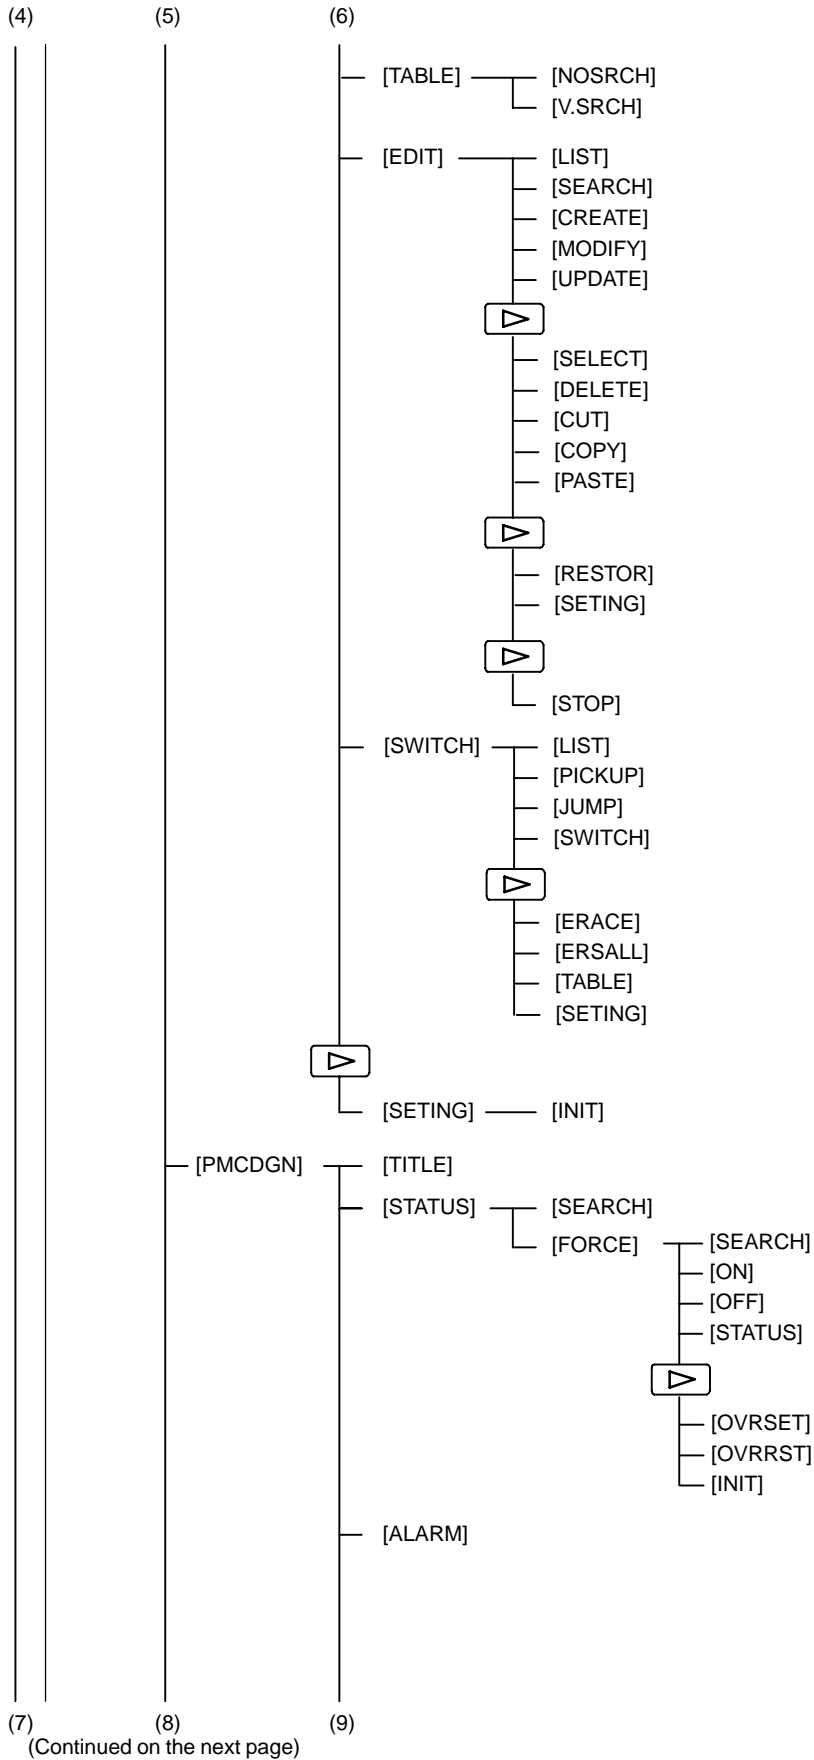 (4) (5) (6)
[TABLE] [NOSRCH]
[V.SRCH]
[EDIT] [LIST]
[SEARCH]
[CREATE]
[MODIFY]
[UPDATE]
[SELECT]
[DELETE]
[CUT]
[COPY]
[PASTE]
[RESTOR]
[SETING]
[STOP]
[SWITCH] [LIST]
[PICKUP]
[JUMP]
[SWITCH]
[ERACE]
[ERSALL]
[TABLE]
[SETING]
[SETING] [INIT]
[PMCDGN] [TITLE]
[STATUS] [SEARCH]
[FORCE] [SEARCH]
[ON]
[OFF]
[STATUS]
[OVRSET]
[OVRRST]
[INIT]
[ALARM]
(7) (8) (9)
(Continued on the next page)